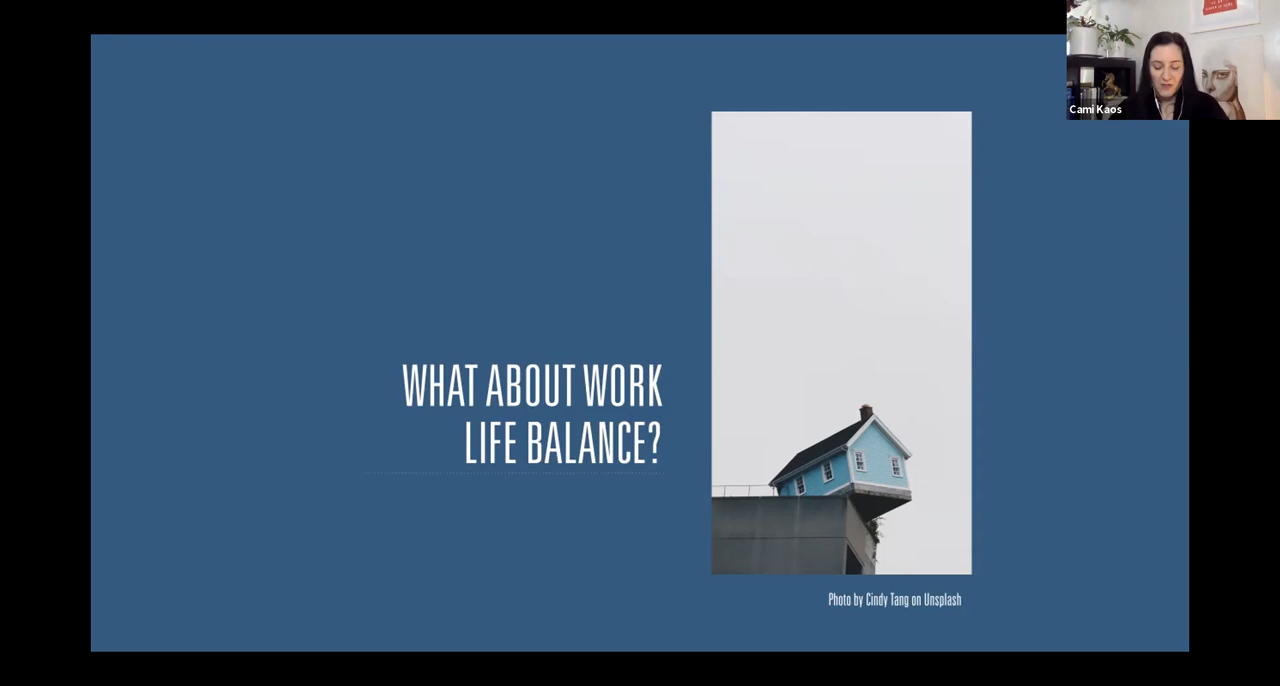 Cami Kaos
WHAT ABOUT WORK
LIFE BALANCE?
Photo by Cindy Tang on Unsplash